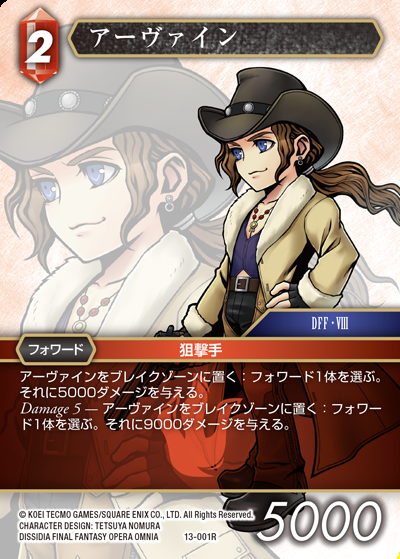 2
アーヴァイン
DFF・VIII
フォワード
狙撃手
アーヴァインをブレイクゾーンに置く：フォワード1体を選ぶ。
それに5000ダメージを与える。
Damage 5 — アーヴァインをブレイクゾーンに置く：フォワー
ド1体を選ぶ。それに9000ダメージを与える。
© KOEI TECMO GAMES/SQUARE ENIX CO., LTD. All Rights Reserved.
CHARACTER DESIGN: TETSUYA NOMURA
DISSIDIA FINAL FANTASY OPERA OMNIA
13-001R
5000